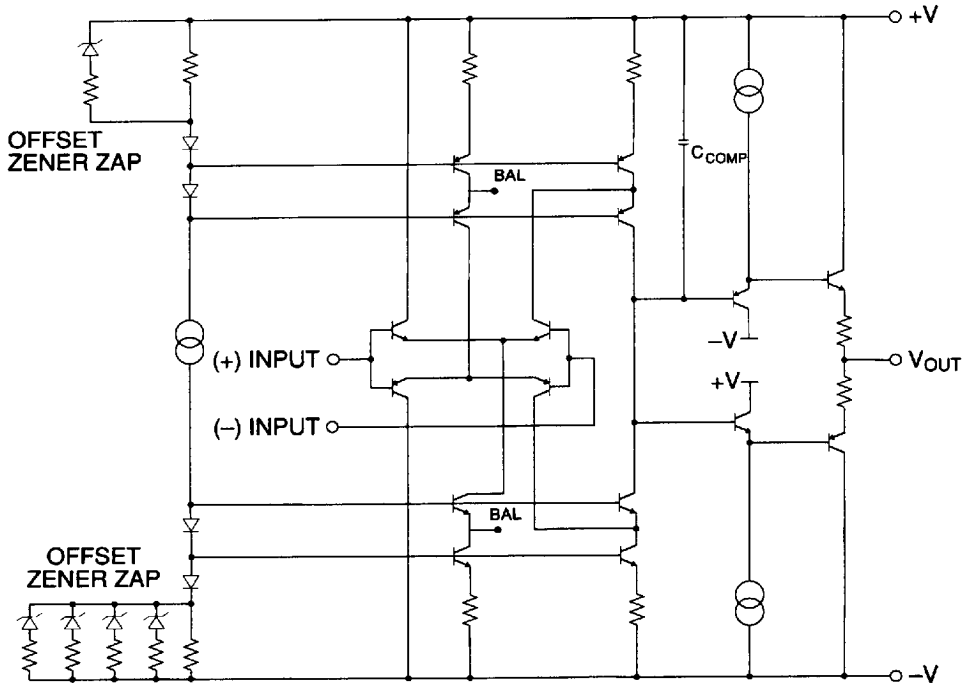 +V
OFFSET
ZENER ZAP
BAL
C_COMP
(+) INPUT
–V
V_OUT
+V
(–) INPUT
BAL
OFFSET
ZENER ZAP
–V